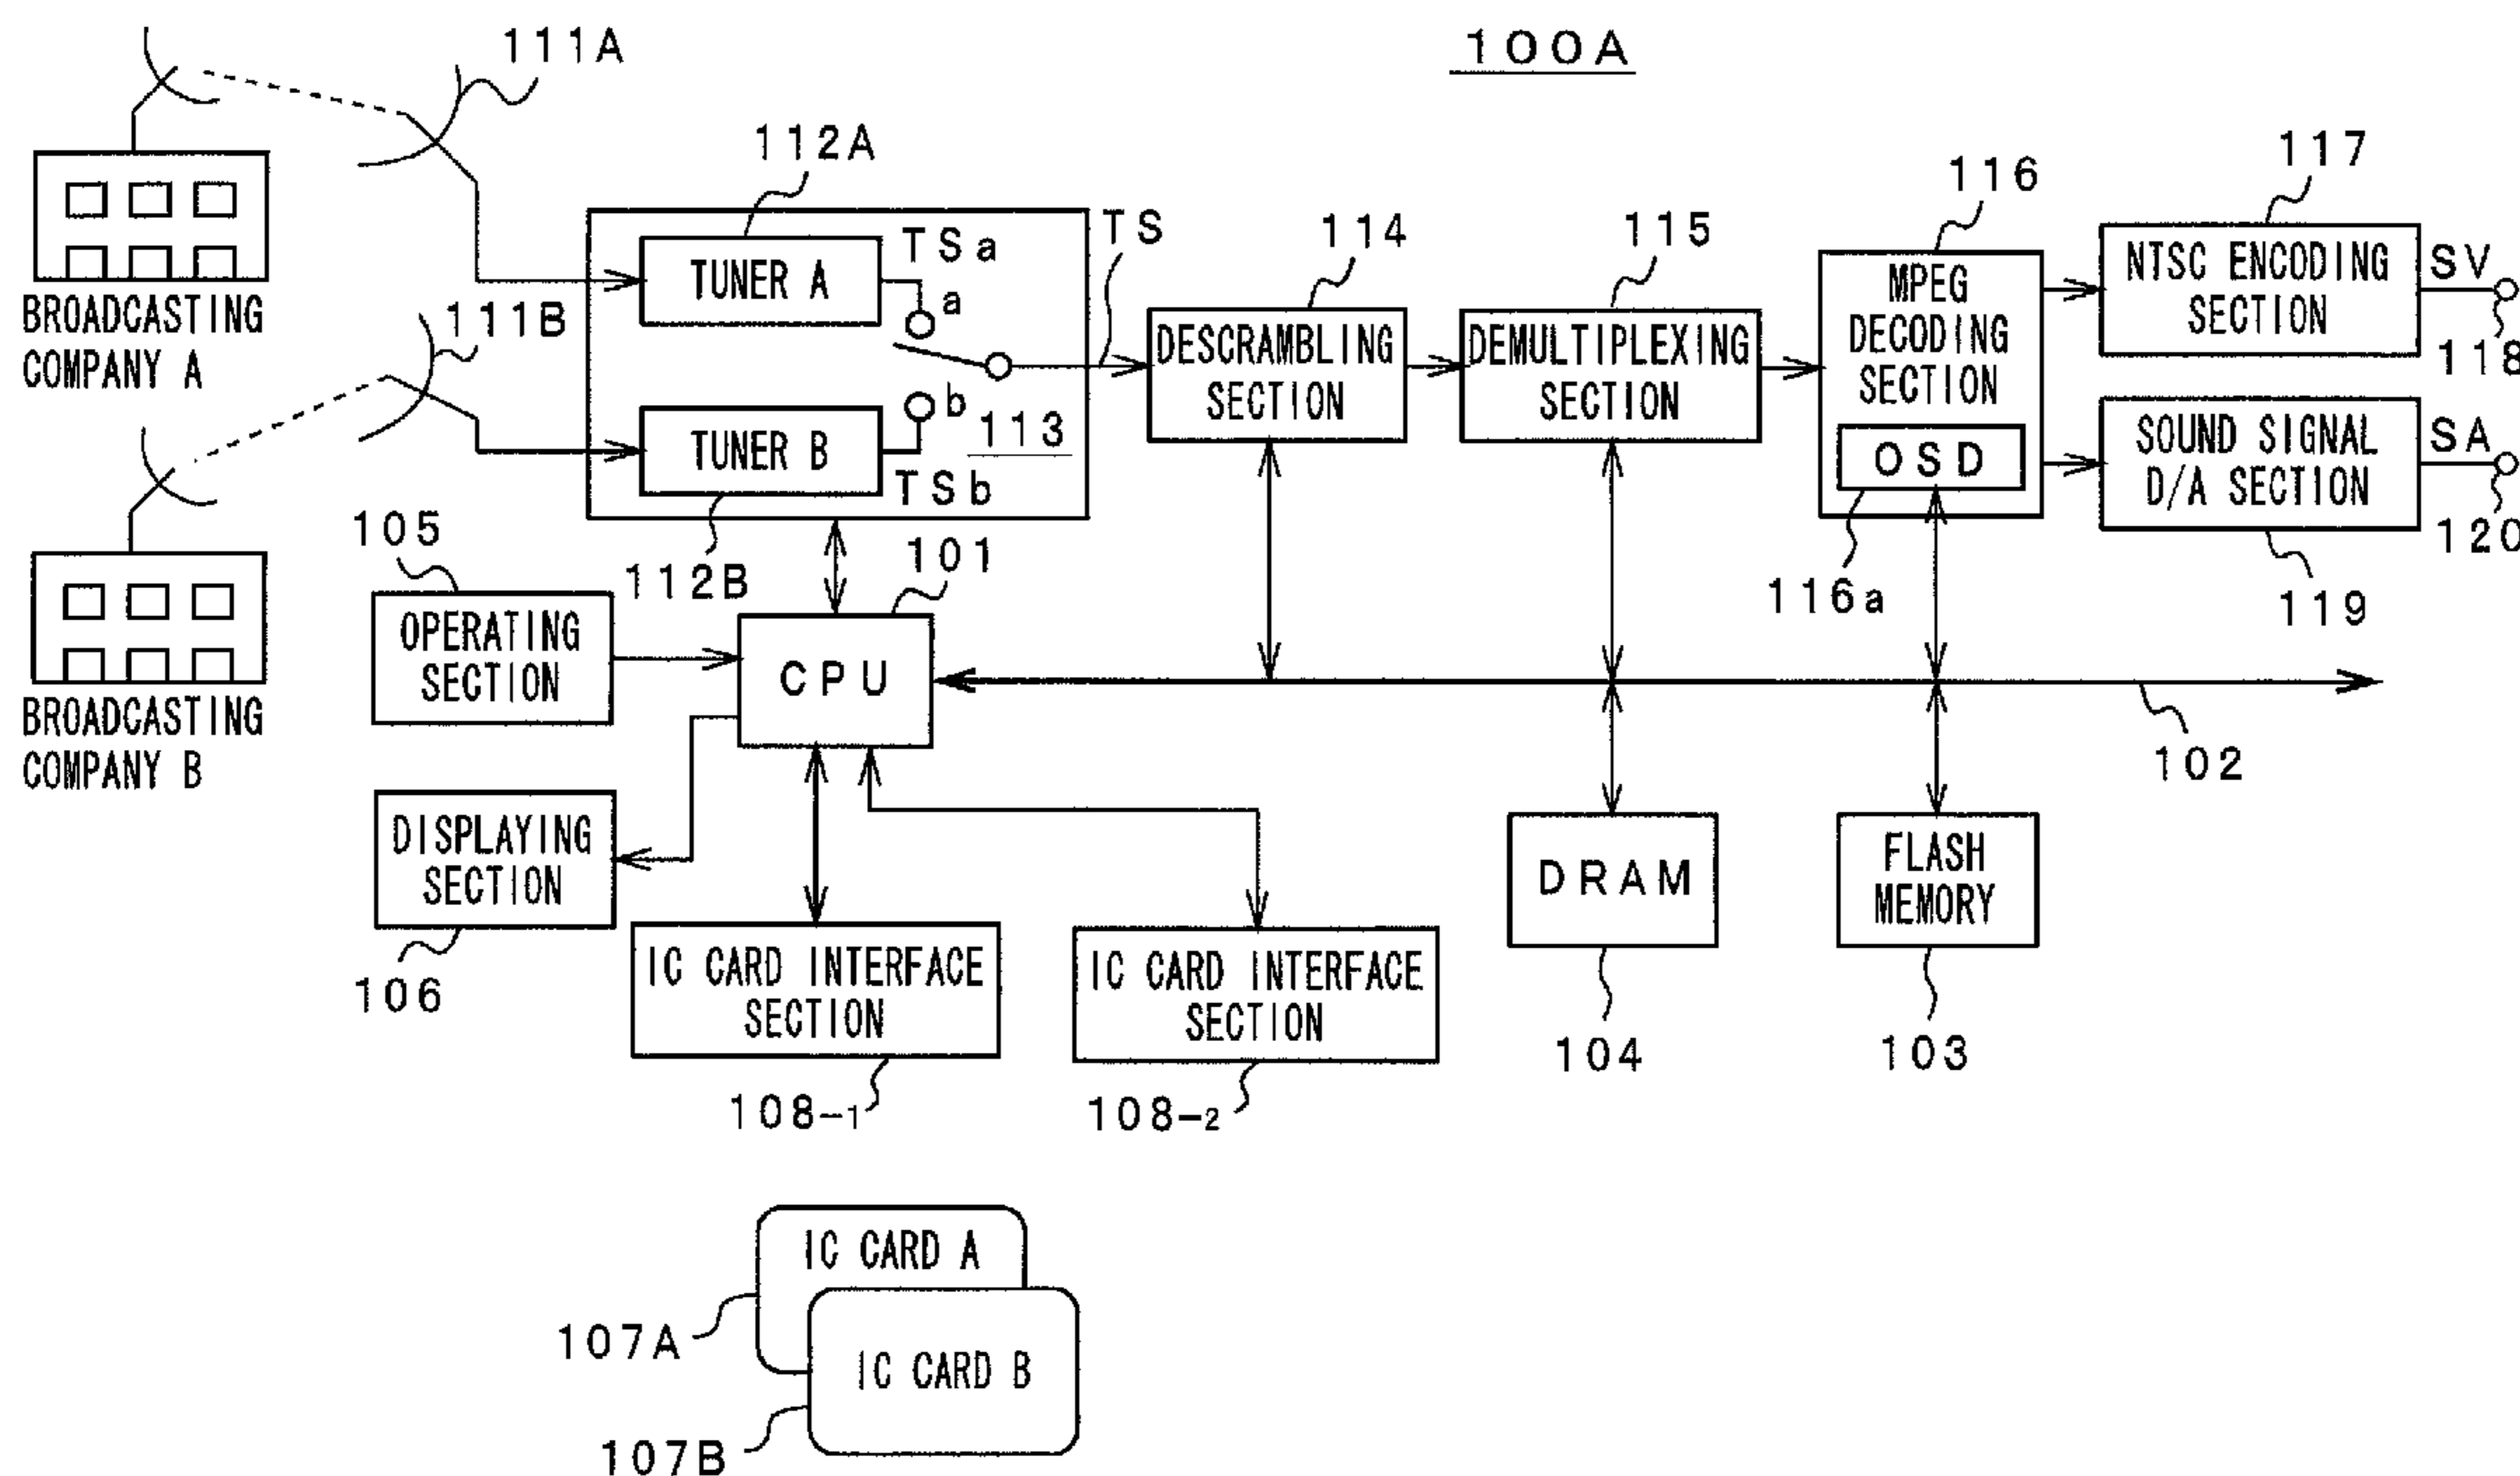 100A
111A
112A
117
116
BROADCASTING
COMPANY A
111B
TUNER A
TSa
a
TS
114
115
MPEG
DECODING
SECTION
NTSC ENCODING
SECTION
SV
118
DESCRAMBLING
SECTION
DEMULTIPLEXING
SECTION
b
113
TUNER B
TSb
OSD
SOUND SIGNAL
D/A SECTION
SA
120
105
112B
101
116a
119
OPERATING
SECTION
CPU
BROADCASTING
COMPANY B
102
DISPLAYING
SECTION
106
DRAM
FLASH
MEMORY
IC CARD INTERFACE
SECTION
IC CARD INTERFACE
SECTION
104
103
108-1
108-2
IC CARD A
107A
IC CARD B
107B